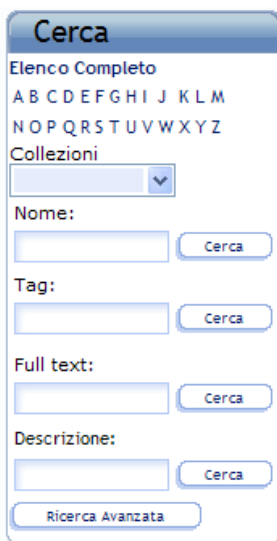 Cerca
Elenco Completo
A B C D E F G H I J K L M
N O P Q R S T U V W X Y Z
Collezioni
Nome:
Cerca
Tag:
Cerca
Full text:
Cerca
Descrizione:
Cerca
Ricerca Avanzata